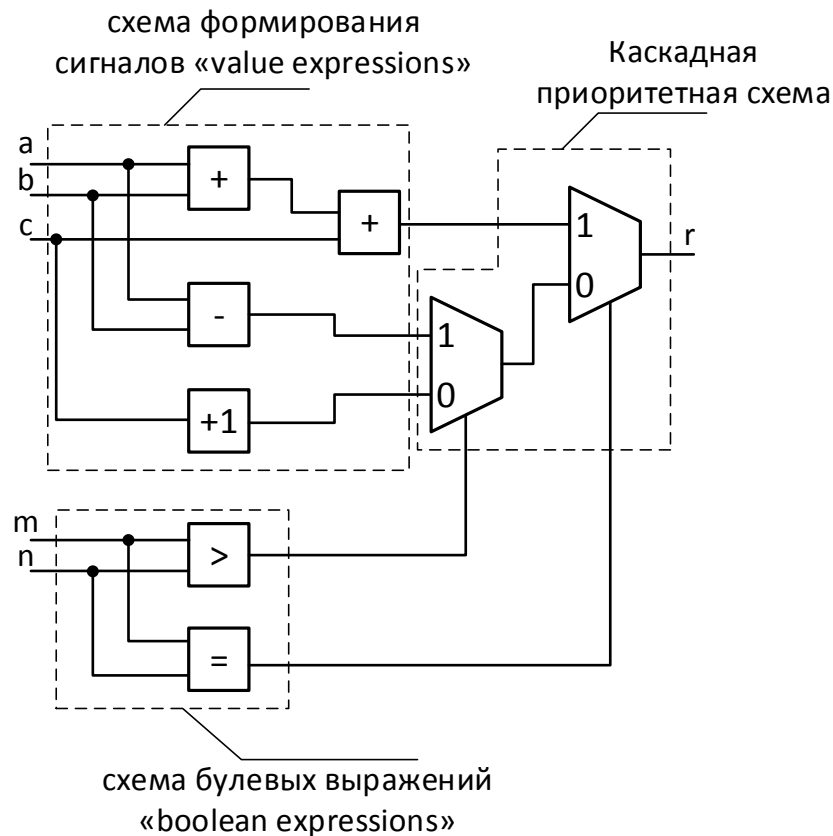 схема формирования
сигналов «value expressions»
Каскадная
приоритетная схема
a
b
c
+
+
-
+1
1
0
1
0
r
m
n
>
=
схема булевых выражений
«boolean expressions»